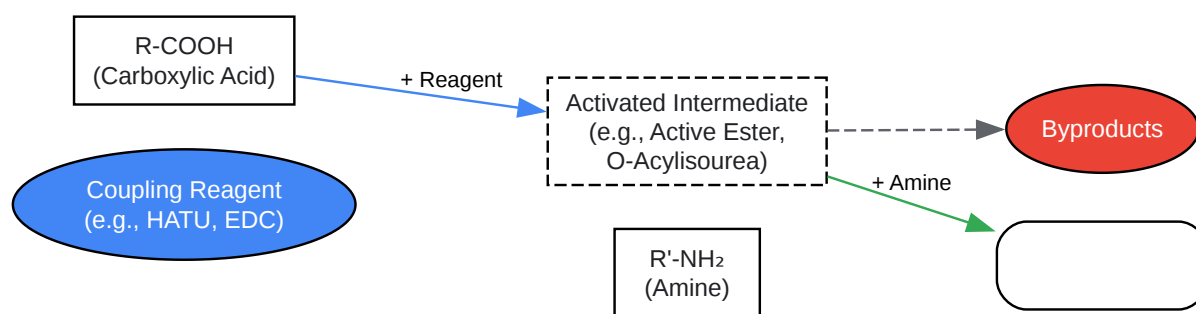 R-COOH
(Carboxylic Acid)
+ Reagent
Activated Intermediate
(e.g., Active Ester,
O-Acylisourea)
Byproducts
Coupling Reagent
(e.g., HATU, EDC)
+ Amine
R'-NH₂
(Amine)